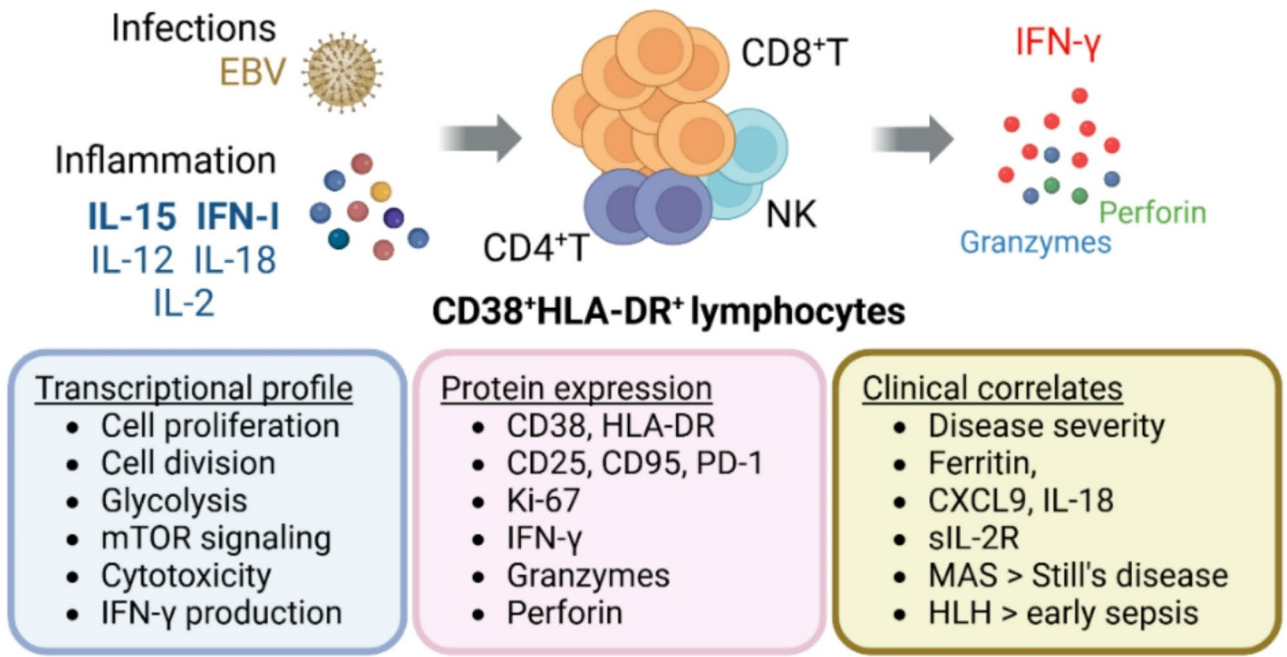 Infections
EBV
Inflammation
IL-15 IFN-I
IL-12 IL-18
IL-2
CD8⁺T
NK
CD4⁺T
CD38⁺HLA-DR⁺ lymphocytes
IFN-γ
Perforin
Granzymes
Transcriptional profile
• Cell proliferation
• Cell division
• Glycolysis
• mTOR signaling
• Cytotoxicity
• IFN-γ production
Protein expression
• CD38, HLA-DR
• CD25, CD95, PD-1
• Ki-67
• IFN-γ
• Granzymes
• Perforin
Clinical correlates
• Disease severity
• Ferritin,
• CXCL9, IL-18
• sIL-2R
• MAS > Still's disease
• HLH > early sepsis